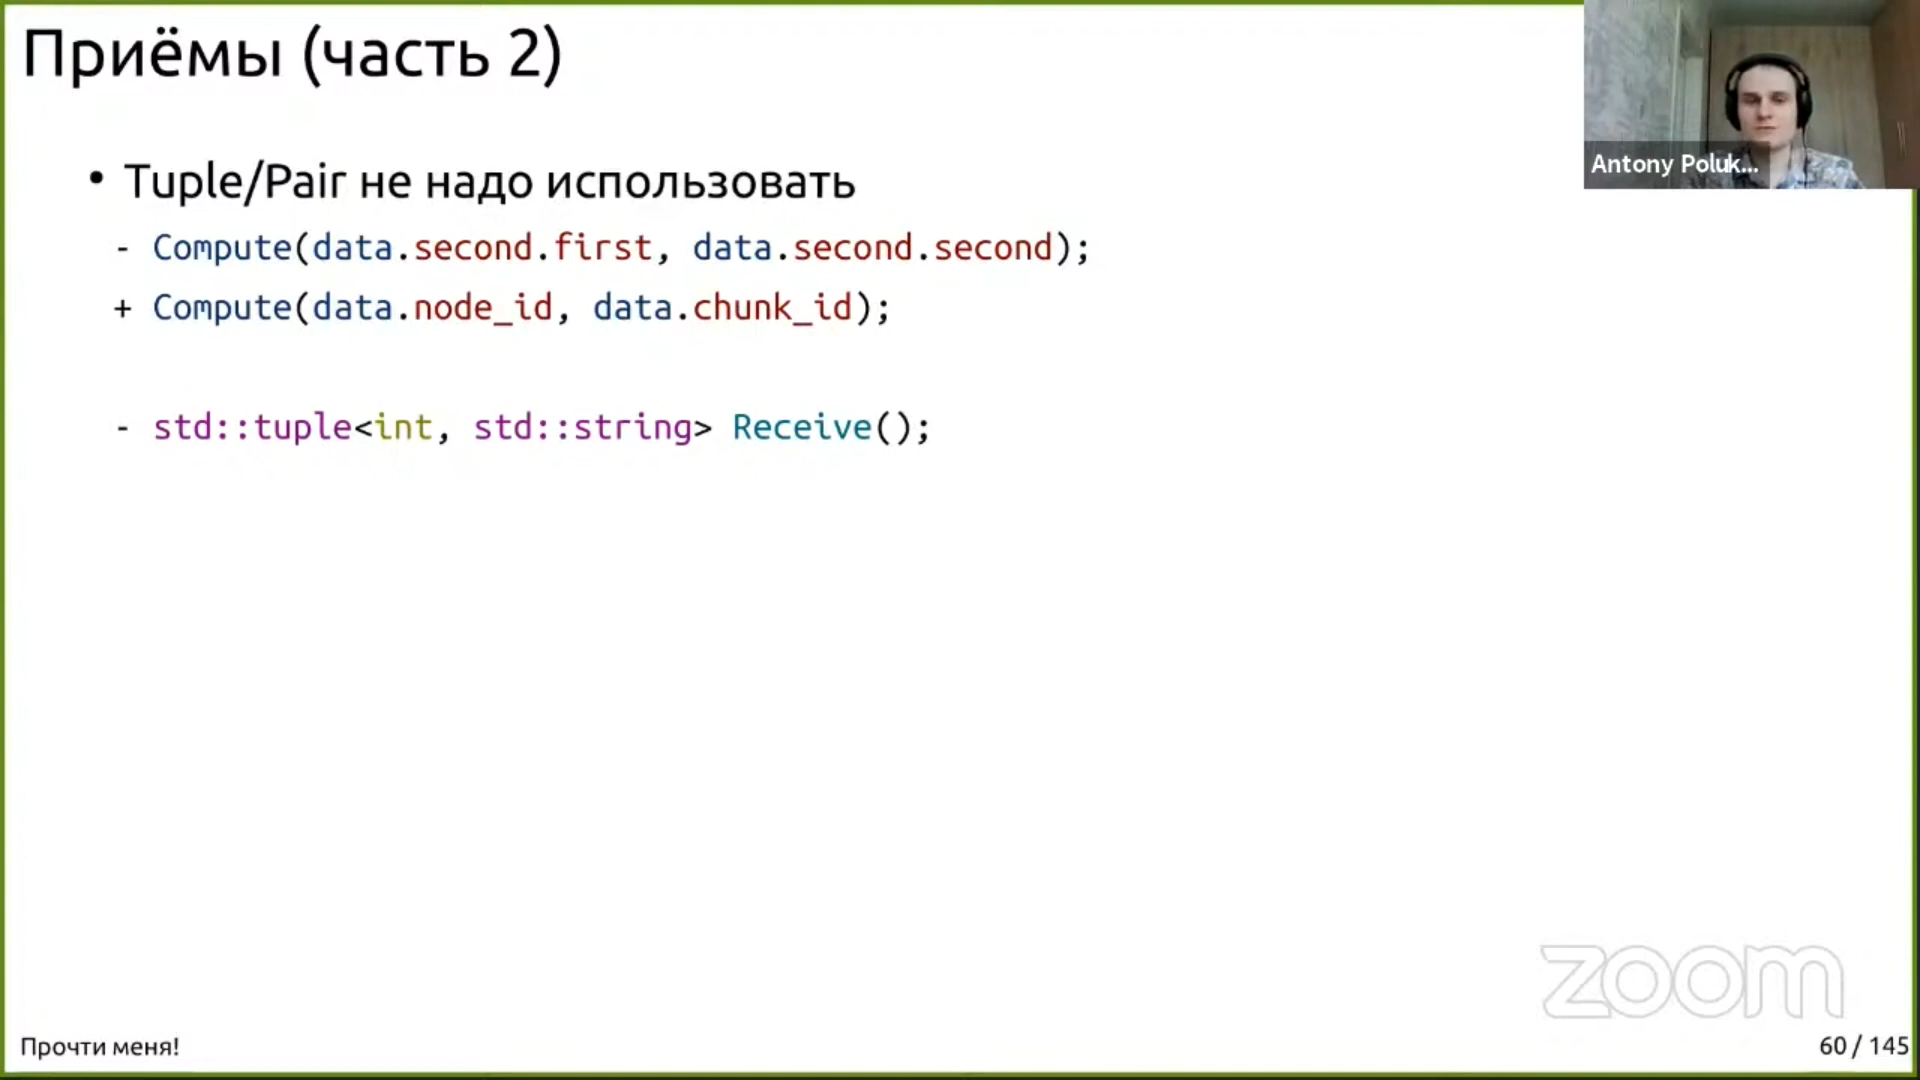 Приёмы (часть 2)
Antony Poluk...
• Tuple/Pair не надо использовать
- Compute(data.second.first, data.second.second);
+ Compute(data.node_id, data.chunk_id);
- std::tuple<int, std::string> Receive();
zoom
Прочти меня!
60 / 145